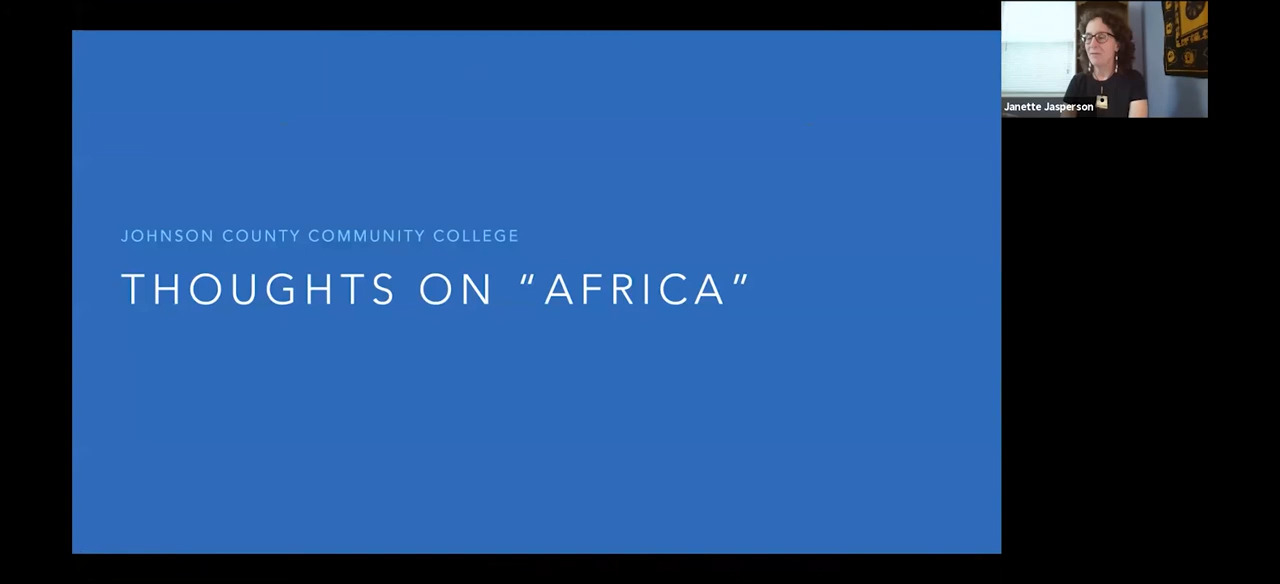 JOHNSON COUNTY COMMUNITY COLLEGE
THOUGHTS ON “AFRICA”
Janette Jasperson